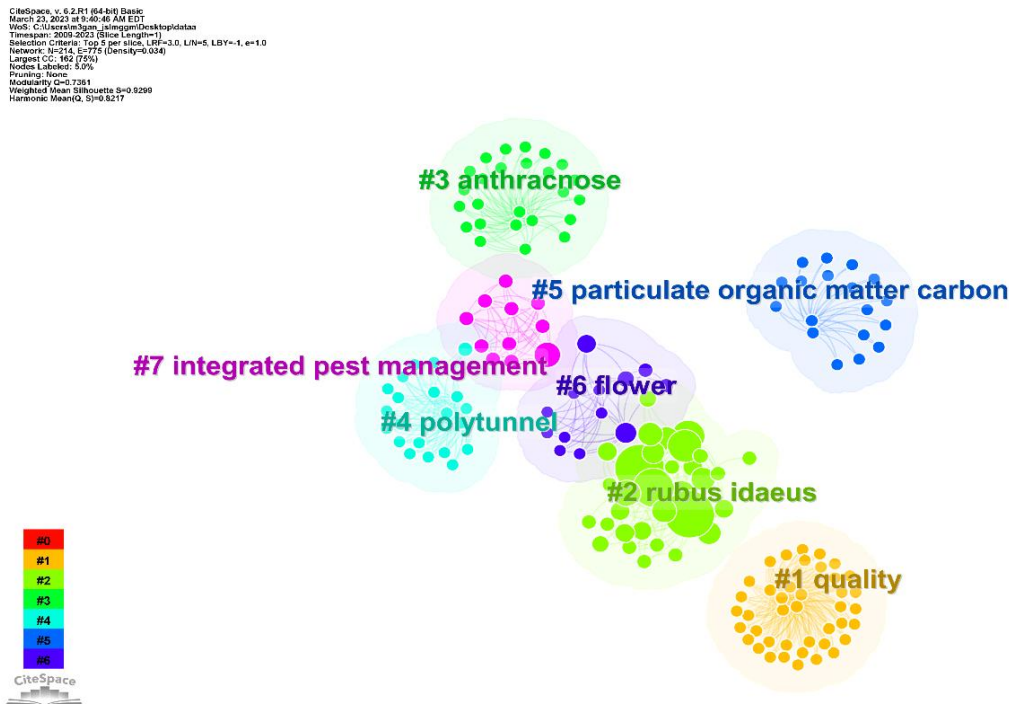 CiteSpace, v. 6.2.R1 (64-bit) Basic
March 23, 2023 at 9:40:46 AM EDT
WoS: C:\Users\m3gan_jslmggm\Desktop\dataa
Timespan: 2009-2023 (Slice Length=1)
Selection Criteria: Top 5 per slice, LRF=3.0, L/N=5, LBY=-1, e=1.0
Network: N=214, E=775 (Density=0.034)
Largest CC: 162 (75%)
Nodes Labeled: 5.0%
Pruning: None
Modularity Q=0.7361
Weighted Mean Silhouette S=0.9299
Harmonic Mean(Q, S)=0.8217
#3 anthracnose
#5 particulate organic matter carbon
#7 integrated pest management
#6 flower
#4 polytunnel
#2 rubus idaeus
#1 quality
#0
#1
#2
#3
#4
#5
#6
CiteSpace